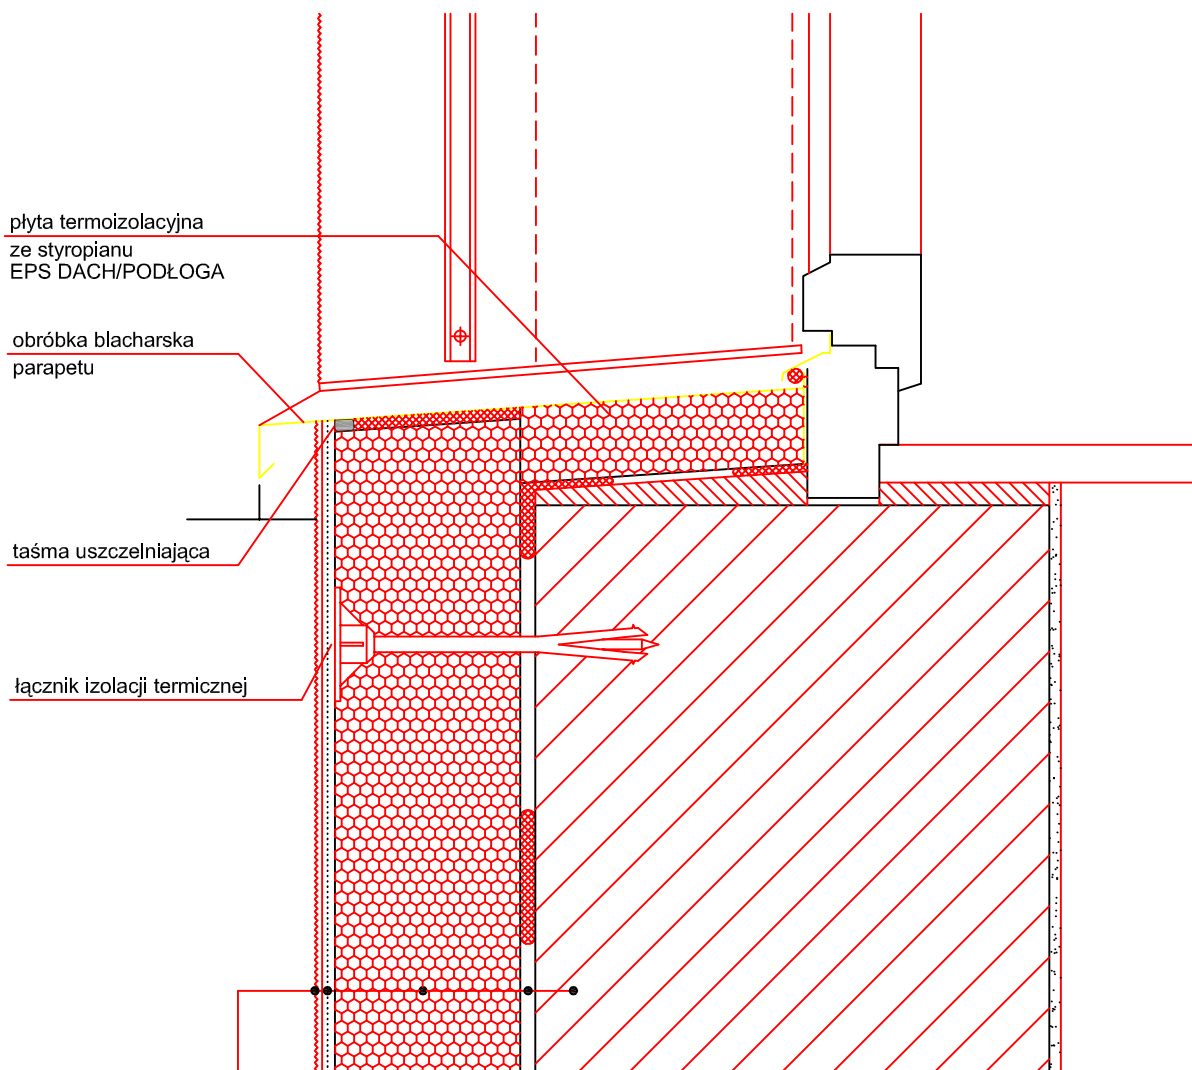 płyta termoizolacyjna
ze styropianu
EPS DACH/PODŁOGA
obróbka blacharska
parapetu
taśma uszczelniająca
łącznik izolacji termicznej